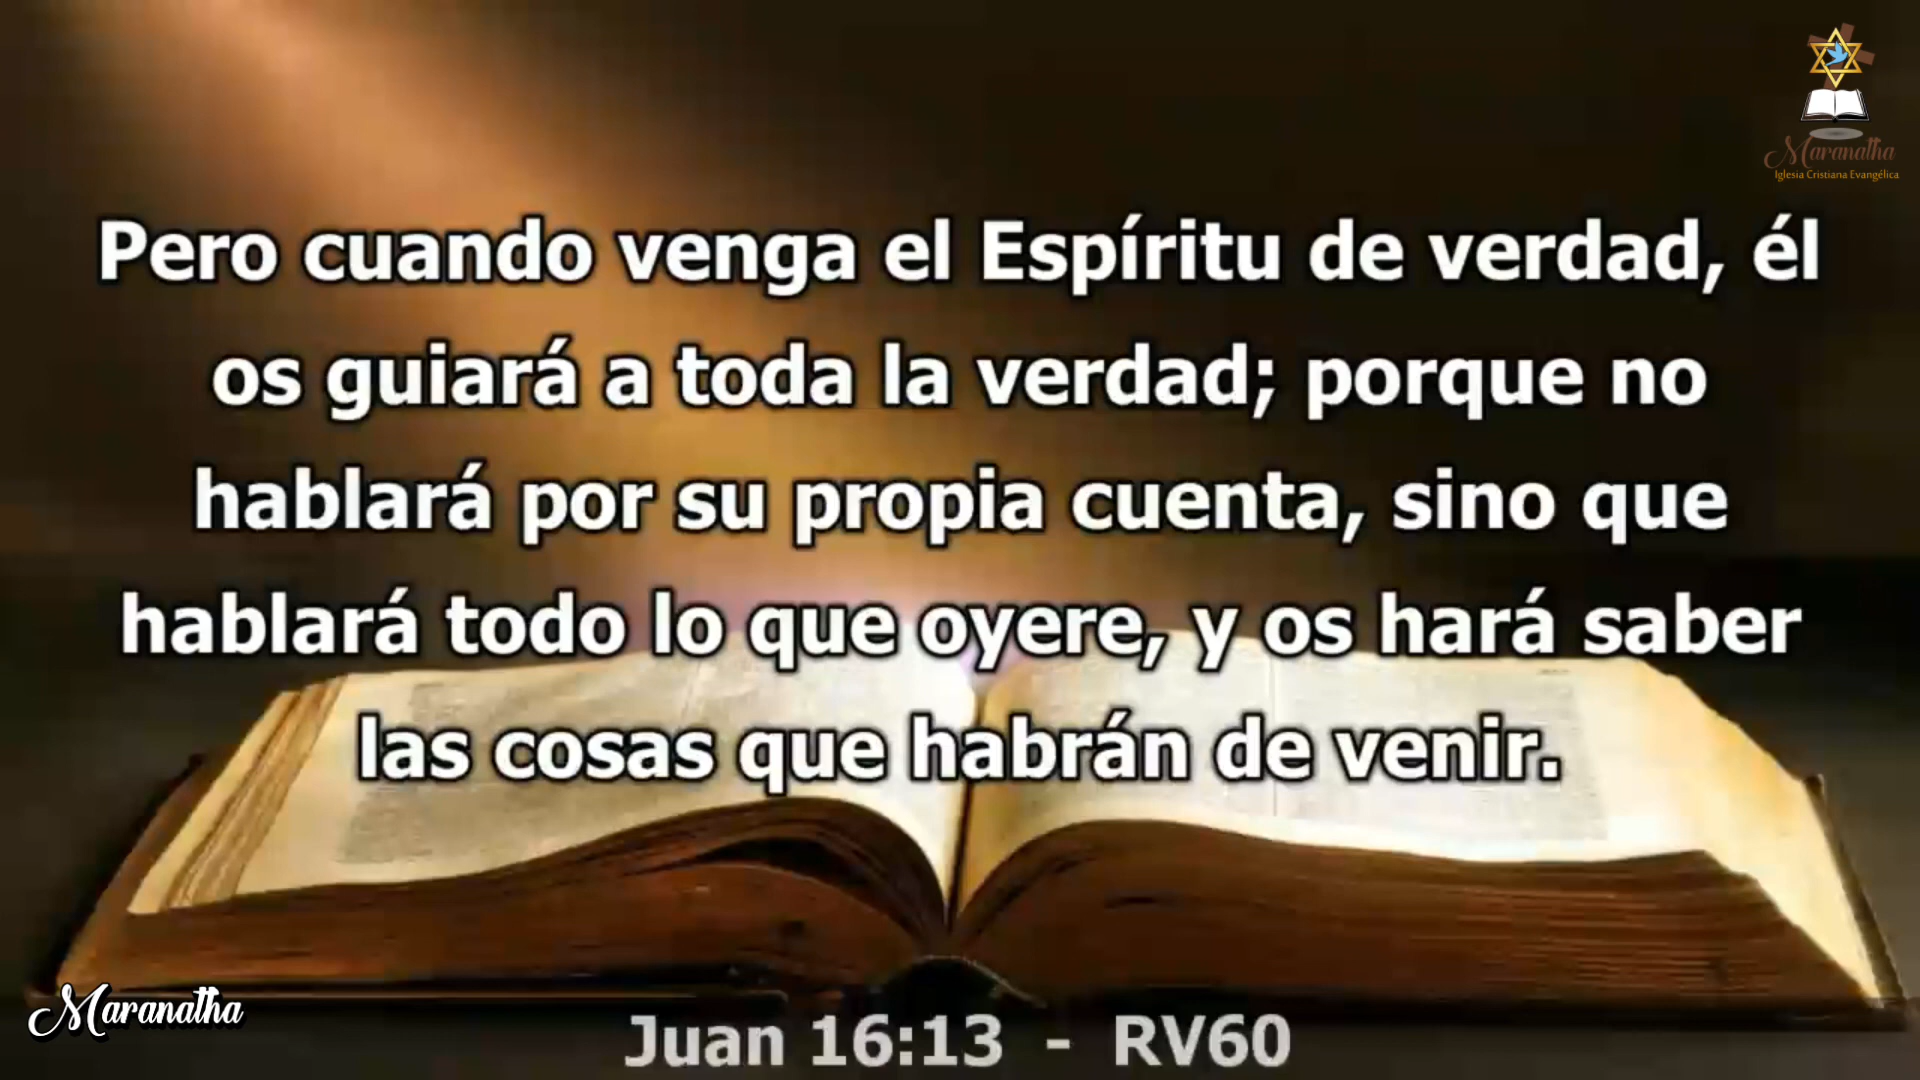 Maranatha
Iglesia Cristiana Evangélica
Pero cuando venga el Espíritu de verdad, él
os guiará a toda la verdad; porque no
hablará por su propia cuenta, sino que
hablará todo lo que oyere, y os hará saber
las cosas que habrán de venir.
Maranatha
Juan 16:13 - RV60